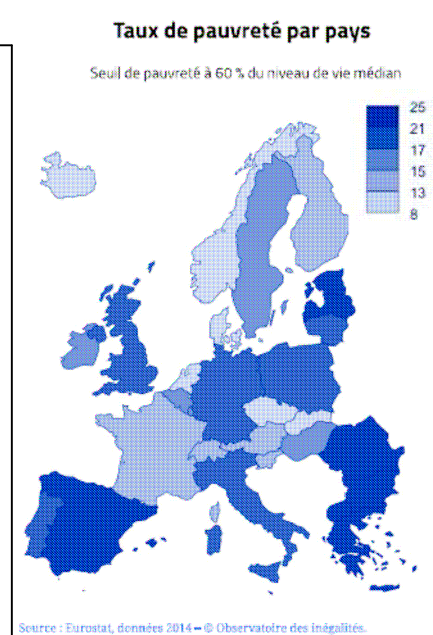 Taux de pauvreté par pays
Seuil de pauvreté à 60 % du niveau de vie médian
25
21
17
15
13
8
Source : Eurostat, données 2014 – © Observatoire des inégalités.